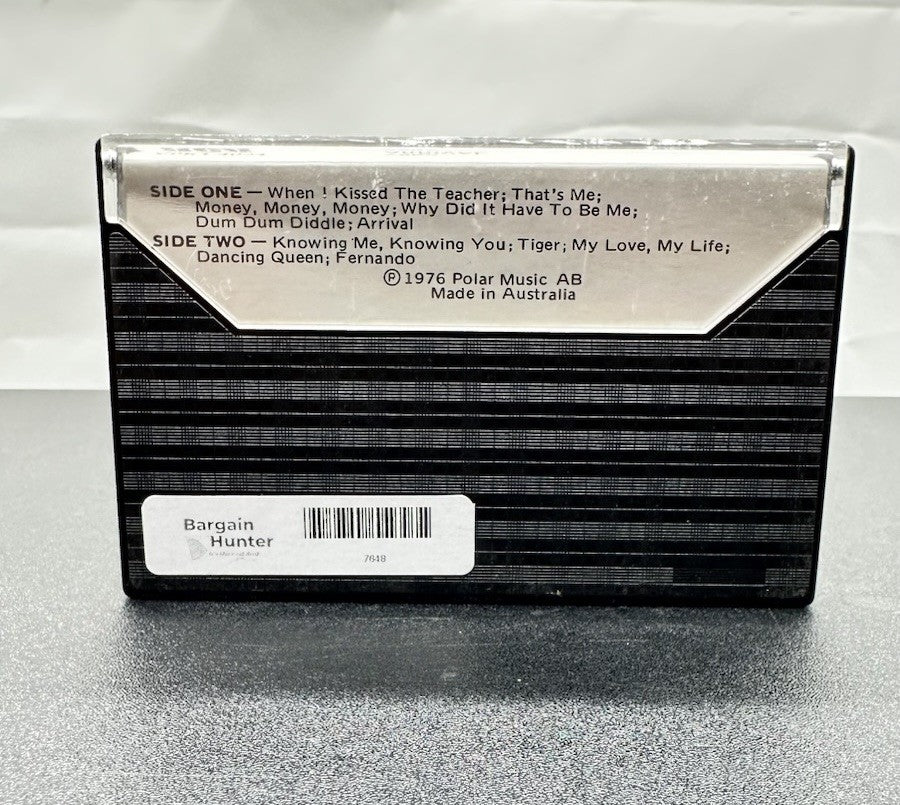 SIDE ONE — When ! Kissed The Teacher; That's Me;
Money, Money, Money; Why Did It Have To Be Me;
Dum Dum Diddle; Arrival
SIDE TWO — Knowing Me, Knowing You; Tiger; My Love, My Life;
Dancing Queen; Fernando
Ⓟ 1976 Polar Music AB
Made in Australia
Bargain
Hunter
7648